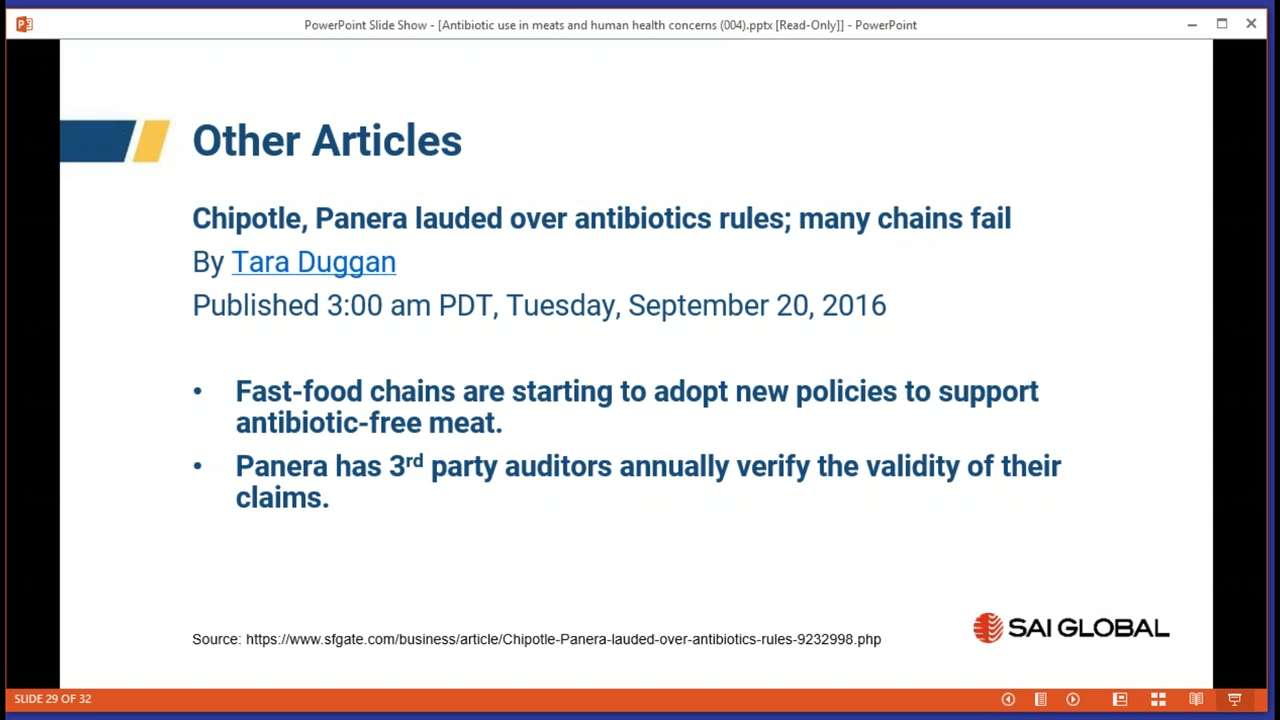 PowerPoint Slide Show - [Antibiotic use in meats and human health concerns (004).pptx [Read-Only]] - PowerPoint
Other Articles
Chipotle, Panera lauded over antibiotics rules; many chains fail
By Tara Duggan
Published 3:00 am PDT, Tuesday, September 20, 2016
• Fast-food chains are starting to adopt new policies to support
antibiotic-free meat.
• Panera has 3rd party auditors annually verify the validity of their
claims.
Source: https://www.sfgate.com/business/article/Chipotle-Panera-lauded-over-antibiotics-rules-9232998.php
SAI GLOBAL
SLIDE 29 OF 32